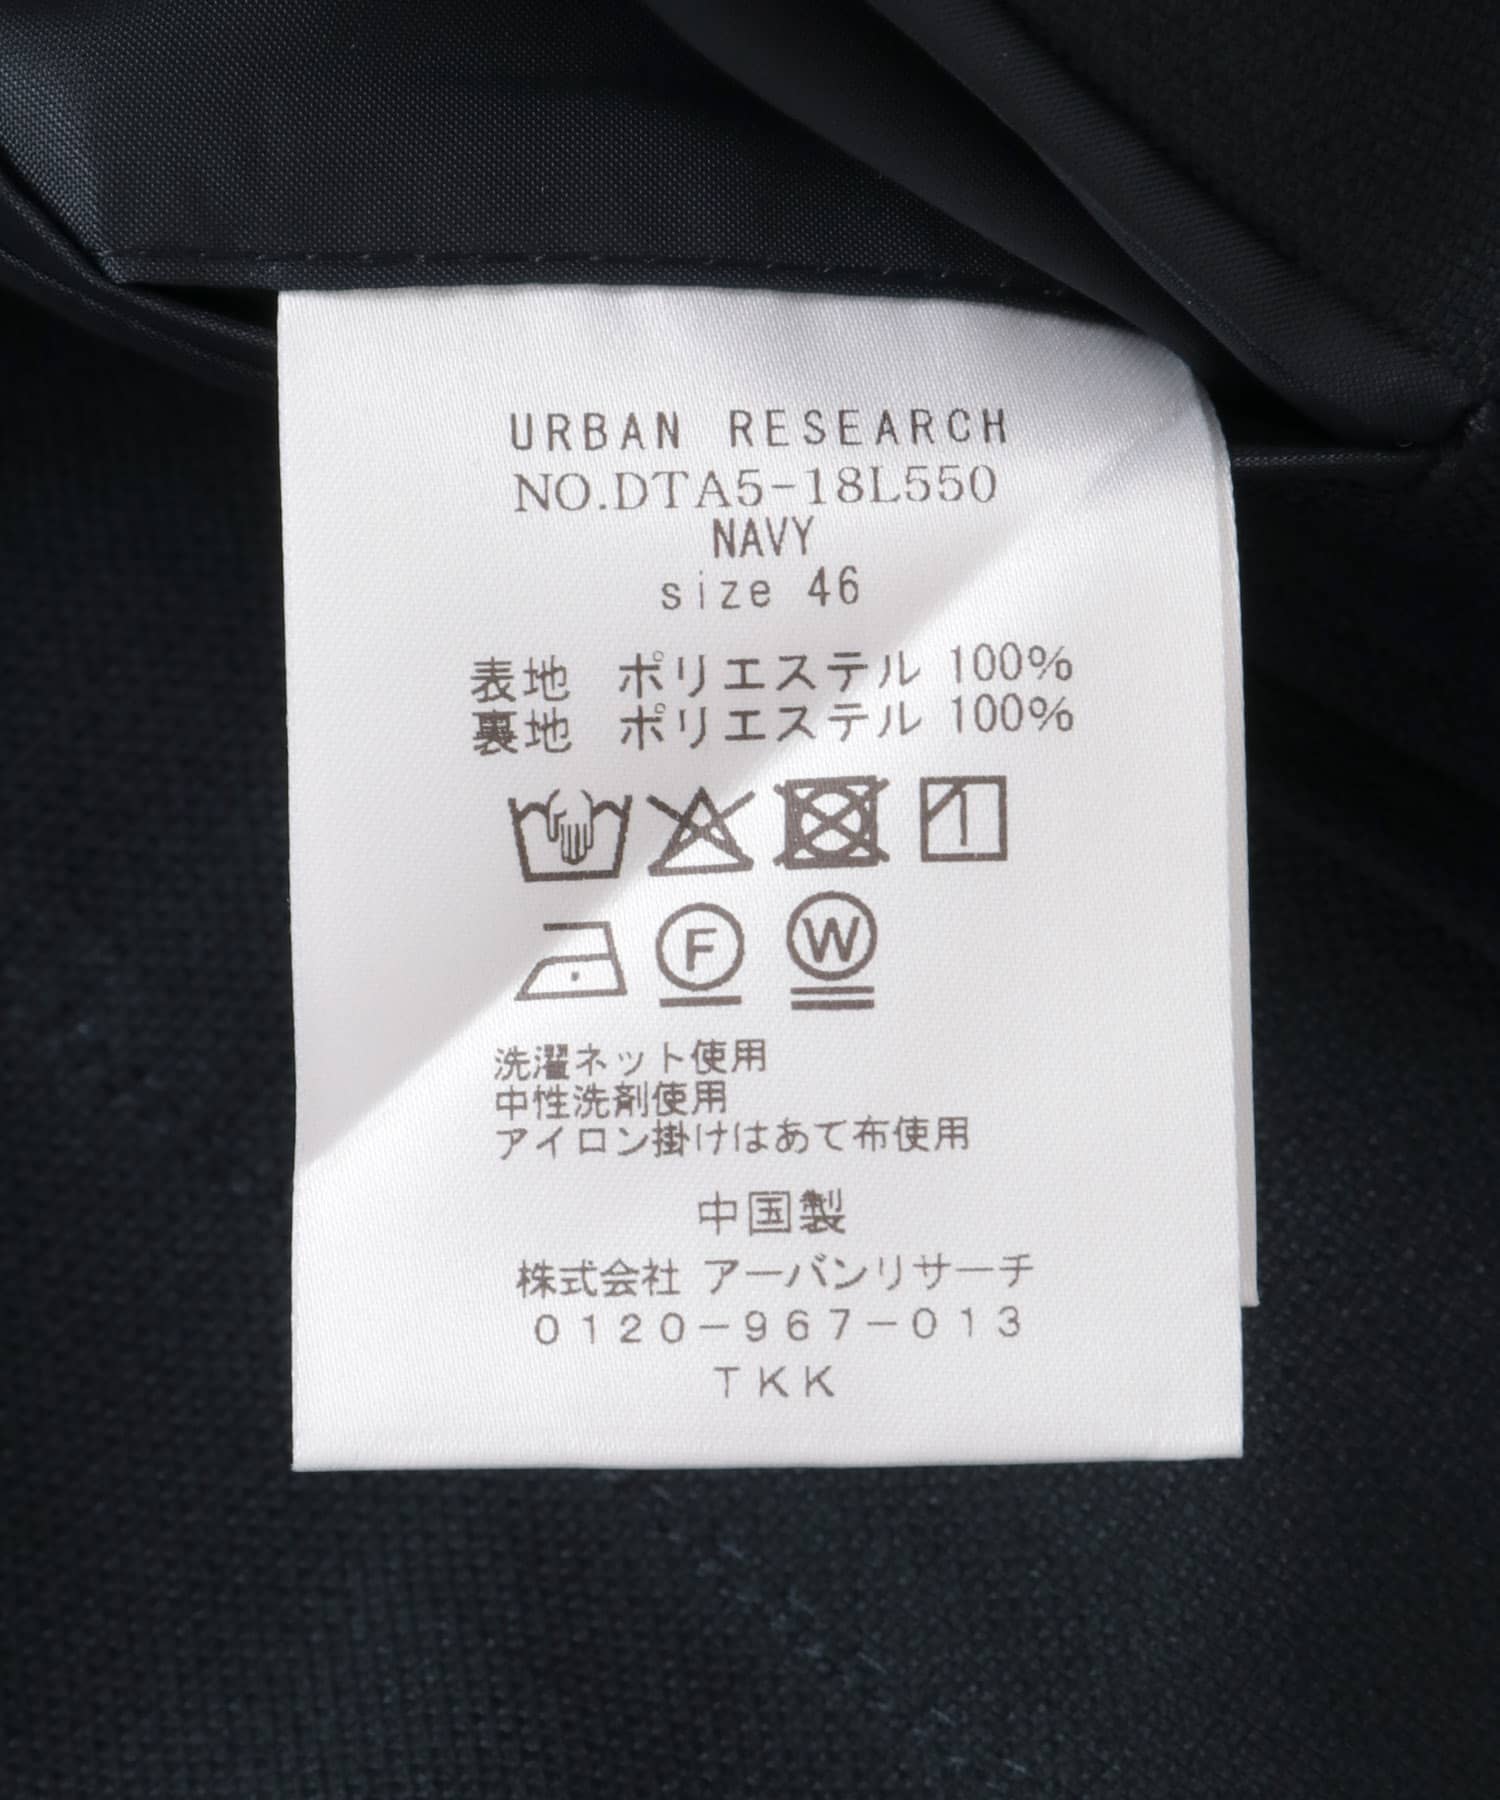 URBAN RESEARCH
NO.DTA5-18L550
NAVY
size 46
表地 ポリエステル 100%
裏地 ポリエステル 100%
F W
洗濯ネット使用
中性洗剤使用
アイロン掛けはあて布使用
中国製
株式会社 アーバンリサーチ
0120-967-013
TKK